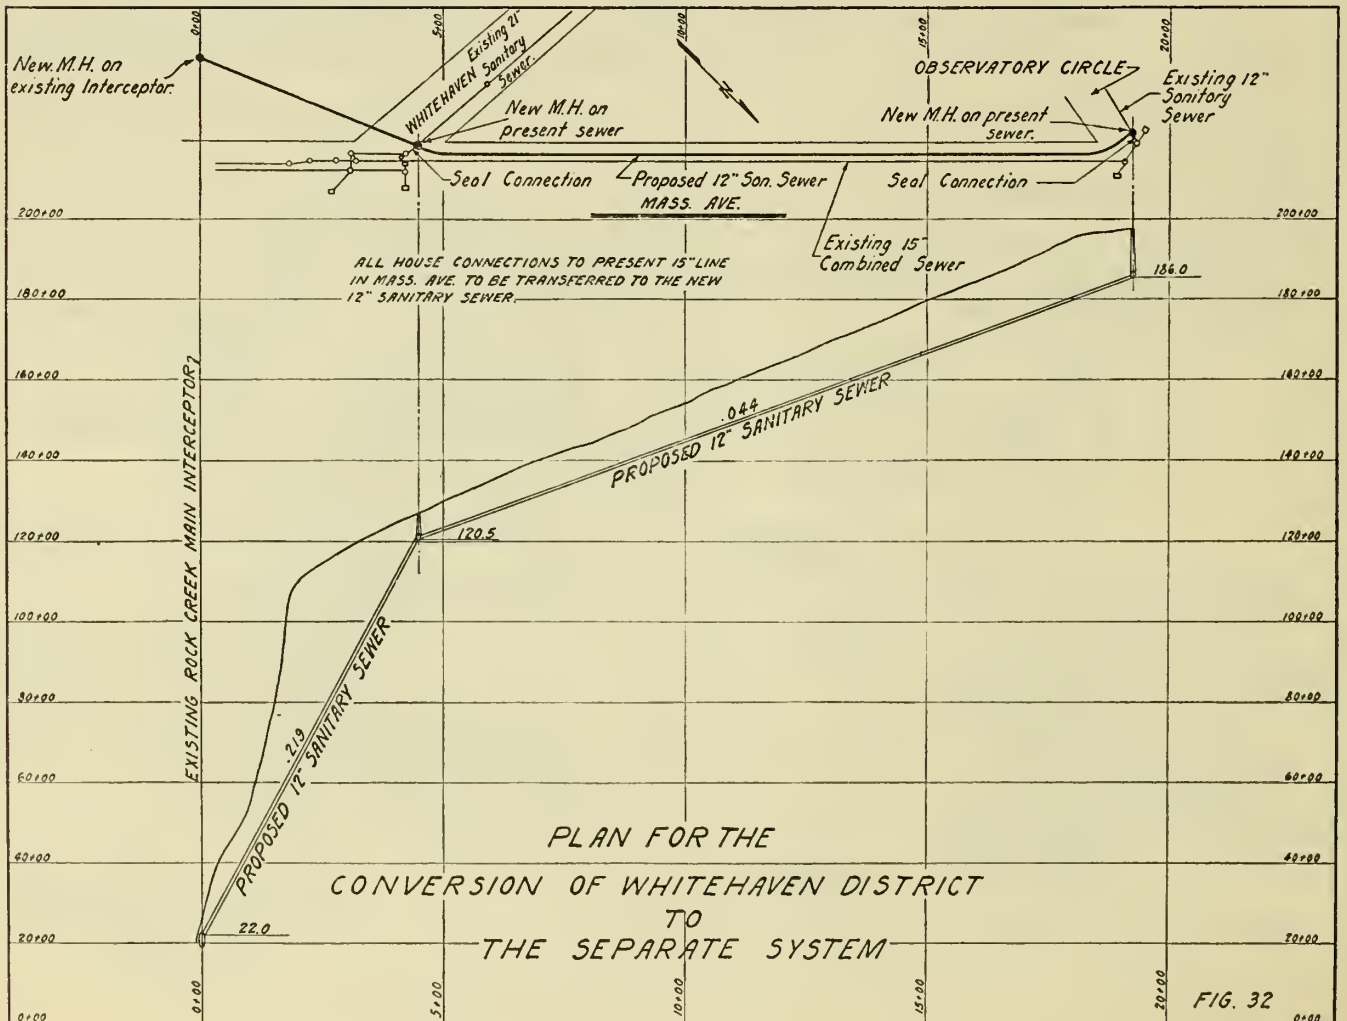 0+00
5+00
10+00
15+00
20+00
New M.H. on
existing Interceptor.
Existing 21"
WHITEHAVEN Sanitary
Sewer.
New M.H. on
present sewer
N
OBSERVATORY CIRCLE
Existing 12"
Sanitary
Sewer
New M.H. on present
sewer.
Seal Connection
Proposed 12" San. Sewer
MASS. AVE.
Seal Connection
Existing 15"
Combined Sewer
ALL HOUSE CONNECTIONS TO PRESENT 15" LINE
IN MASS. AVE. TO BE TRANSFERRED TO THE NEW
12" SANITARY SEWER.
200+00
200+00
180+00
180+00
160+00
160+00
140+00
140+00
120+00
120+00
100+00
100+00
80+00
80+00
60+00
60+00
40+00
40+00
20+00
20+00
0+00
0+00
EXISTING ROCK CREEK MAIN INTERCEPTOR
186.0
.044
PROPOSED 12" SANITARY SEWER
120.5
.219
PROPOSED 12" SANITARY SEWER
22.0
PLAN FOR THE
CONVERSION OF WHITEHAVEN DISTRICT
TO
THE SEPARATE SYSTEM
0+00
5+00
10+00
15+00
20+00
FIG. 32